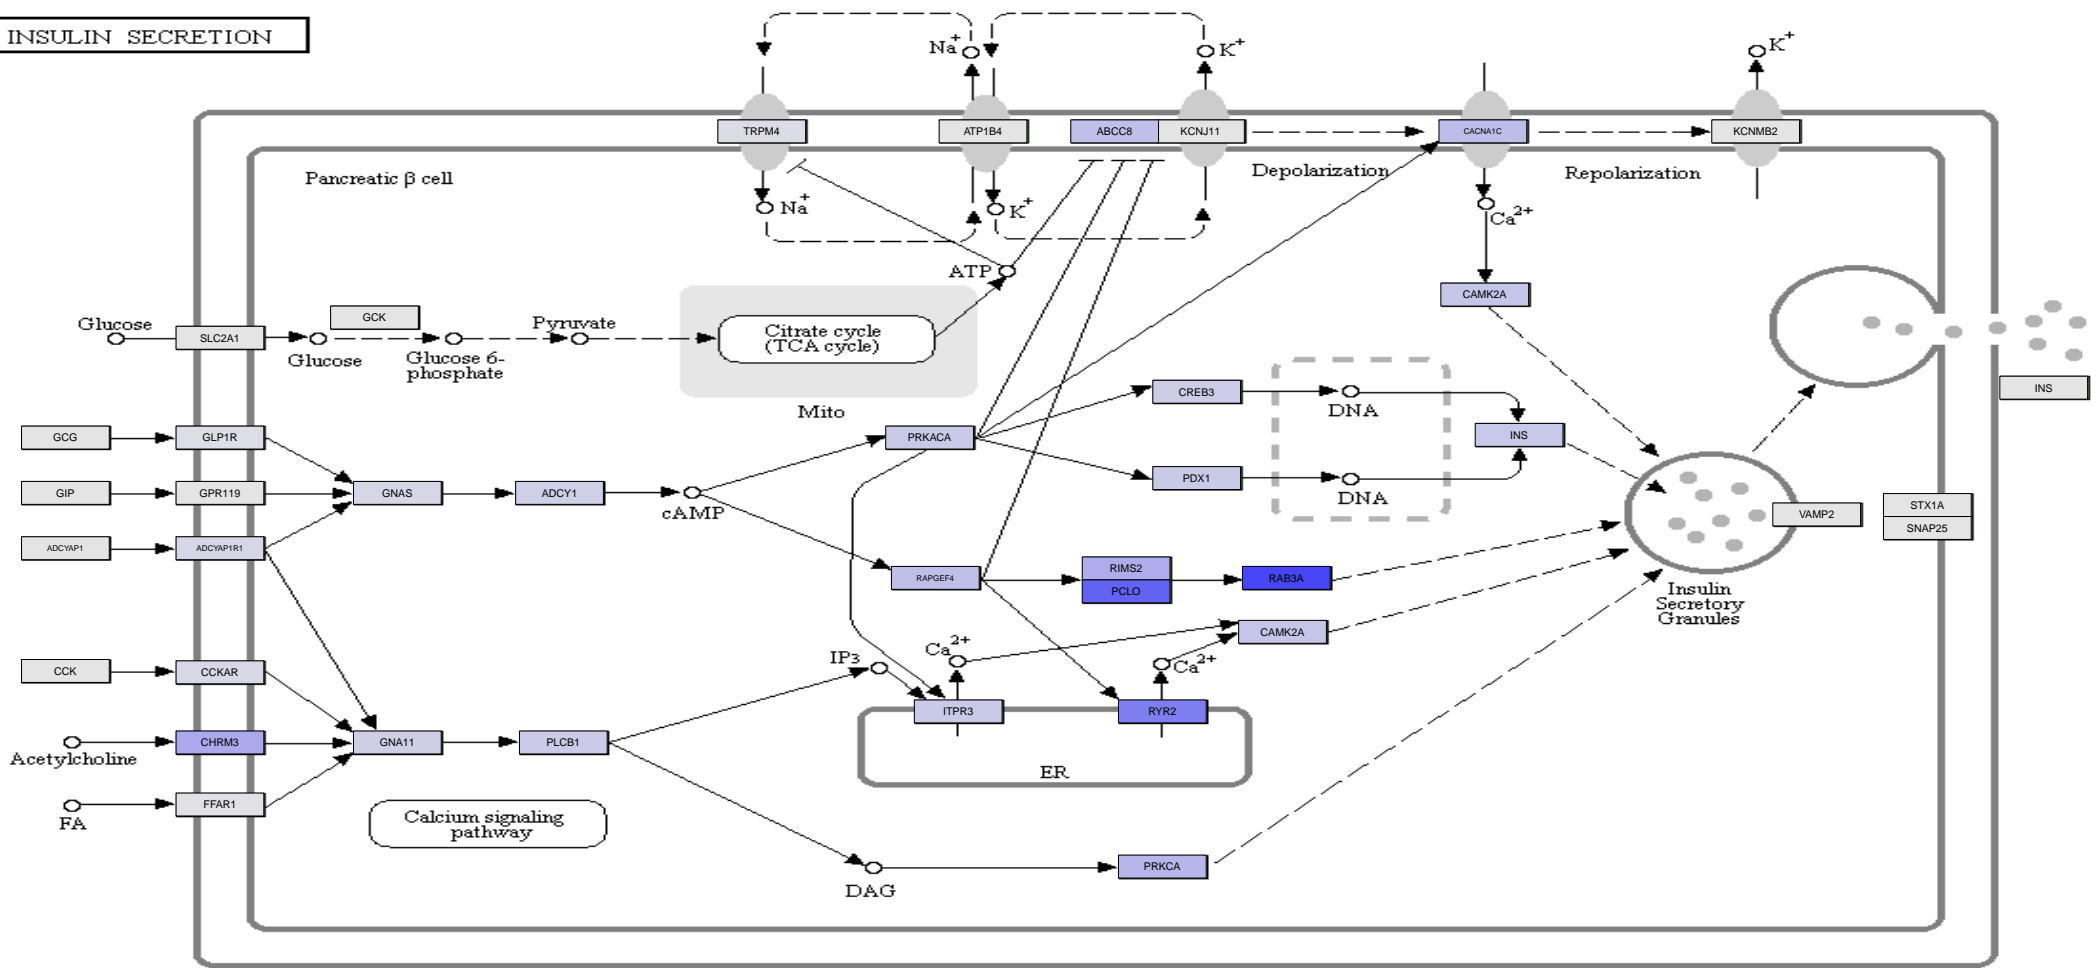 INSULIN SECRETION
Na+
K+
K+
TRPM4
ATP1B4
ABCC8
KCNJ11
CACNA1C
KCNMB2
Pancreatic β cell
Depolarization
Repolarization
Na+
K+
Ca2+
ATP
CAMK2A
Glucose
SLC2A1
GCK
Glucose
Glucose 6-
phosphate
Pyruvate
Citrate cycle
(TCA cycle)
Mito
CREB3
DNA
INS
INS
GCG
GLP1R
PRKACA
PDX1
DNA
GIP
GPR119
GNAS
ADCY1
cAMP
VAMP2
STX1A
SNAP25
ADCYAP1
ADCYAP1R1
RAPGEF4
RIMS2
PCLO
RAB3A
Insulin
Secretory
Granules
CAMK2A
CCK
CCKAR
IP3
Ca2+
Ca2+
ITPR3
RYR2
Acetylcholine
CHRM3
GNA11
PLCB1
ER
FA
FFAR1
Calcium signaling
pathway
DAG
PRKCA